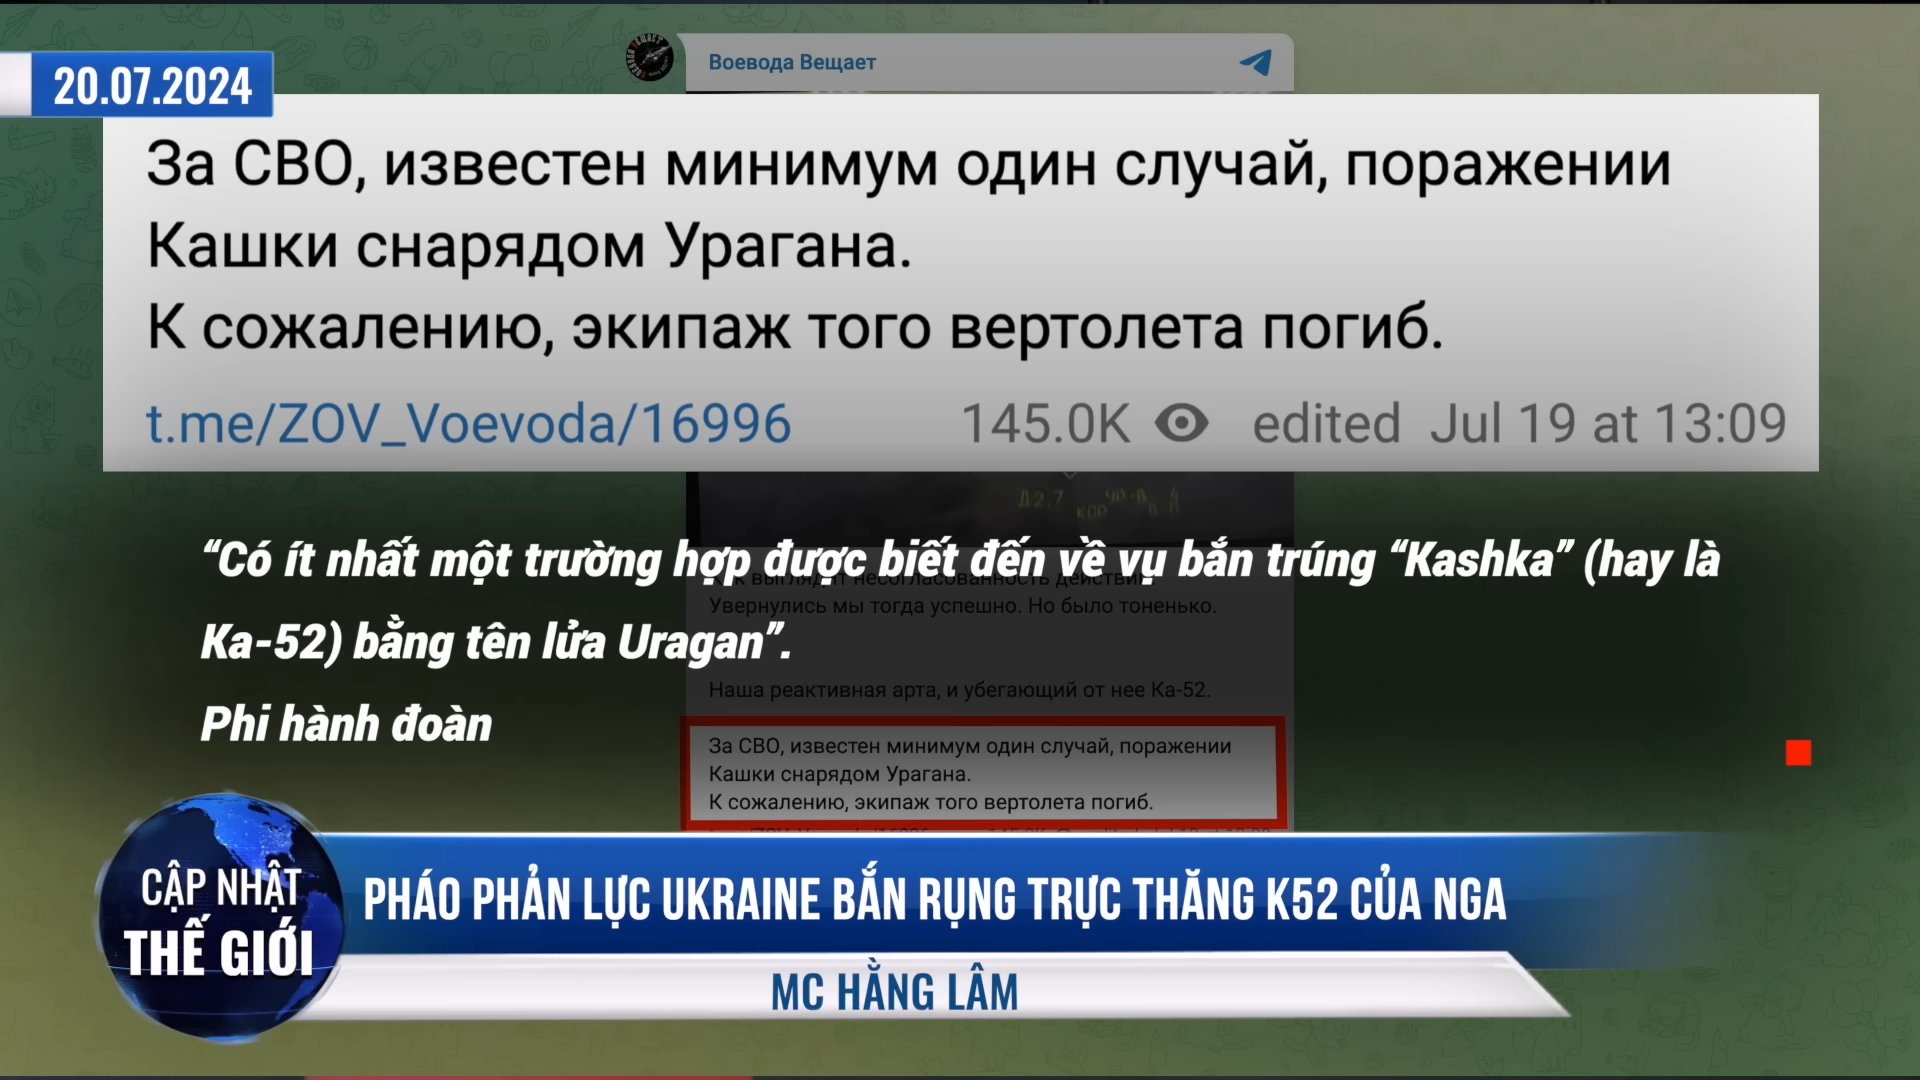 Воевода Вещает
20.07.2024
За СВО, известен минимум один случай, поражении
Кашки снарядом Урагана.
К сожалению, экипаж того вертолета погиб.
t.me/ZOV_Voevoda/16996 145.0K edited Jul 19 at 13:09
Д2.7
КОР
“Có ít nhất một trường hợp được biết đến về vụ bắn trúng “Kashka” (hay là
Ka-52) bằng tên lửa Uragan”.
Phi hành đoàn
Увернулись мы тогда успешно. Но было тоненько.
Наша реактивная арта, и убегающий от нее Ка-52.
За СВО, известен минимум один случай, поражении
Кашки снарядом Урагана.
К сожалению, экипаж того вертолета погиб.
CẬP NHẬT
THẾ GIỚI
PHÁO PHẢN LỰC UKRAINE BẮN RỤNG TRỰC THĂNG K52 CỦA NGA
MC HẰNG LÂM